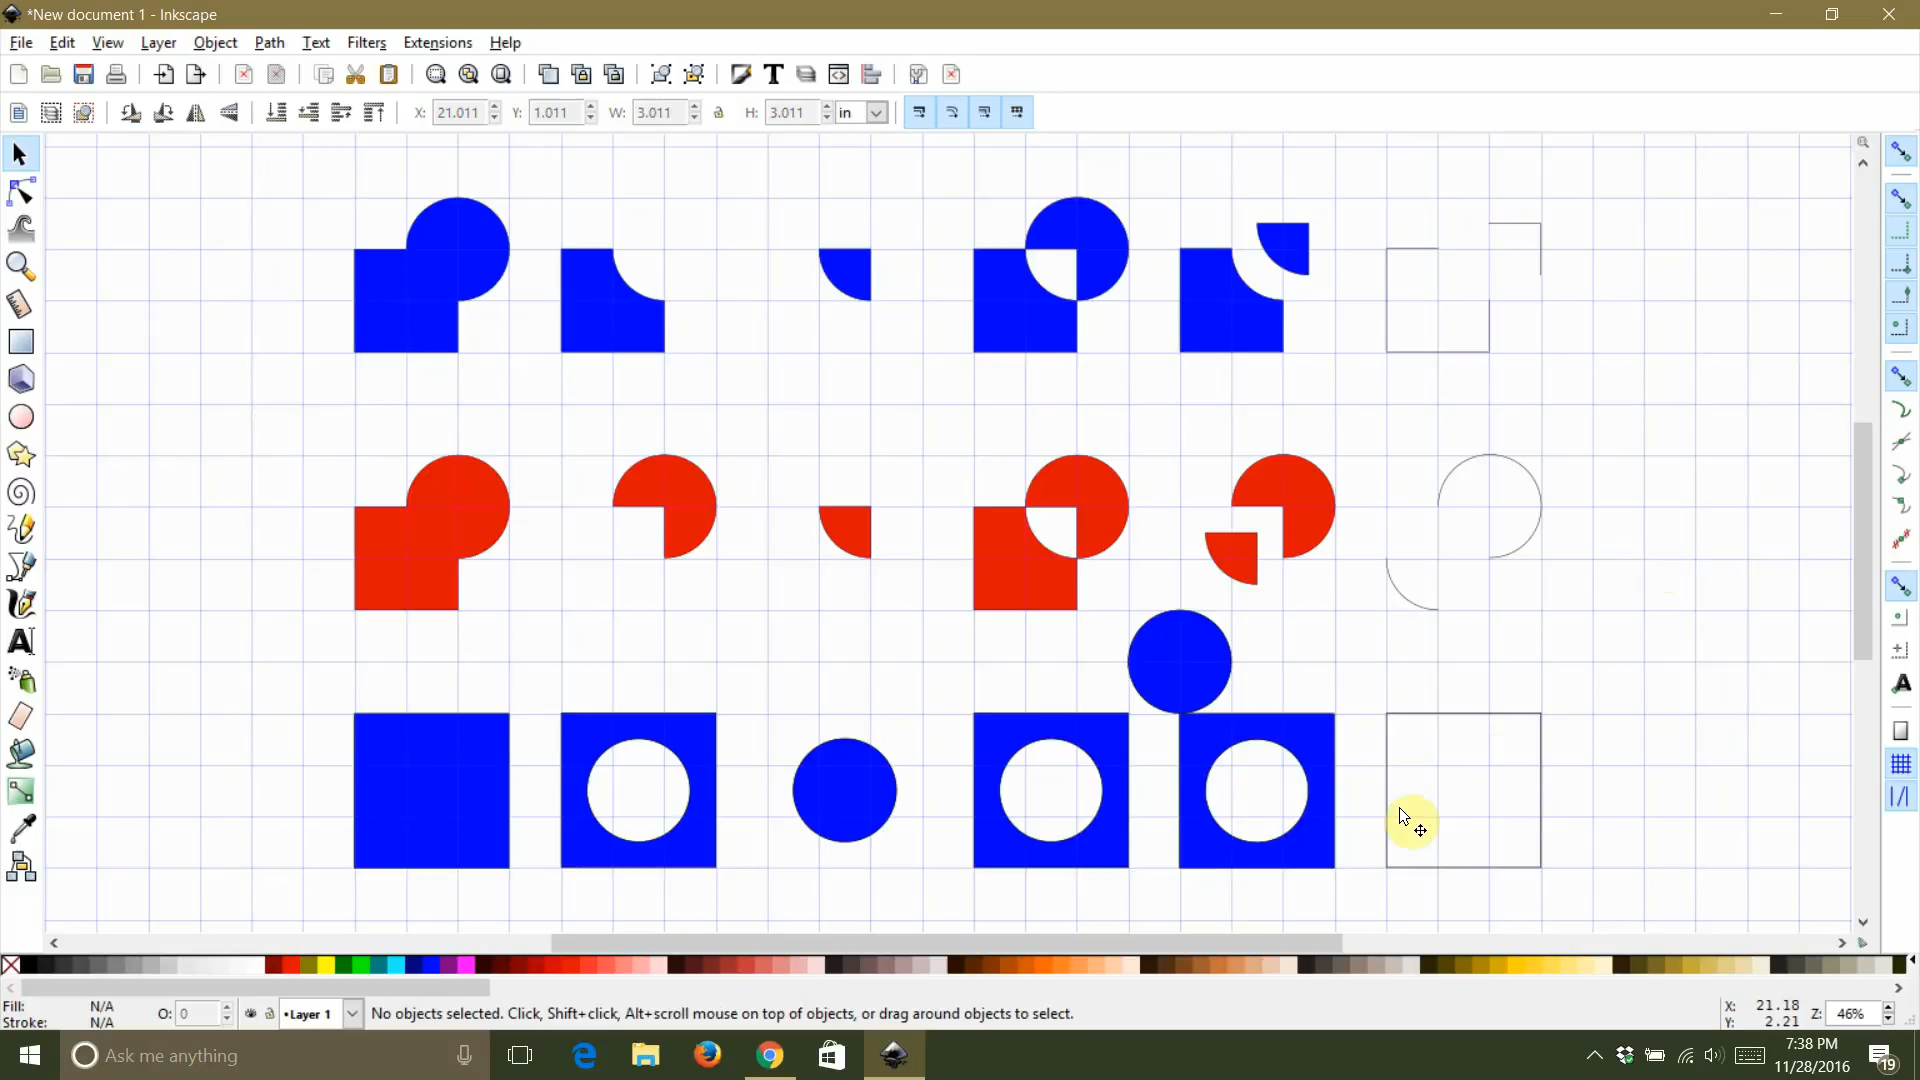 *New document 1 - Inkscape
File Edit View Layer Object Path Text Filters Extensions Help
X: 21.011 Y: 1.011 W: 3.011 H: 3.011 in
Fill: N/A
Stroke: N/A
O: 0
•Layer 1
No objects selected. Click, Shift+click, Alt+scroll mouse on top of objects, or drag around objects to select.
X: 21.18
Y: 2.21
Z: 46%
Ask me anything
7:38 PM
11/28/2016
19